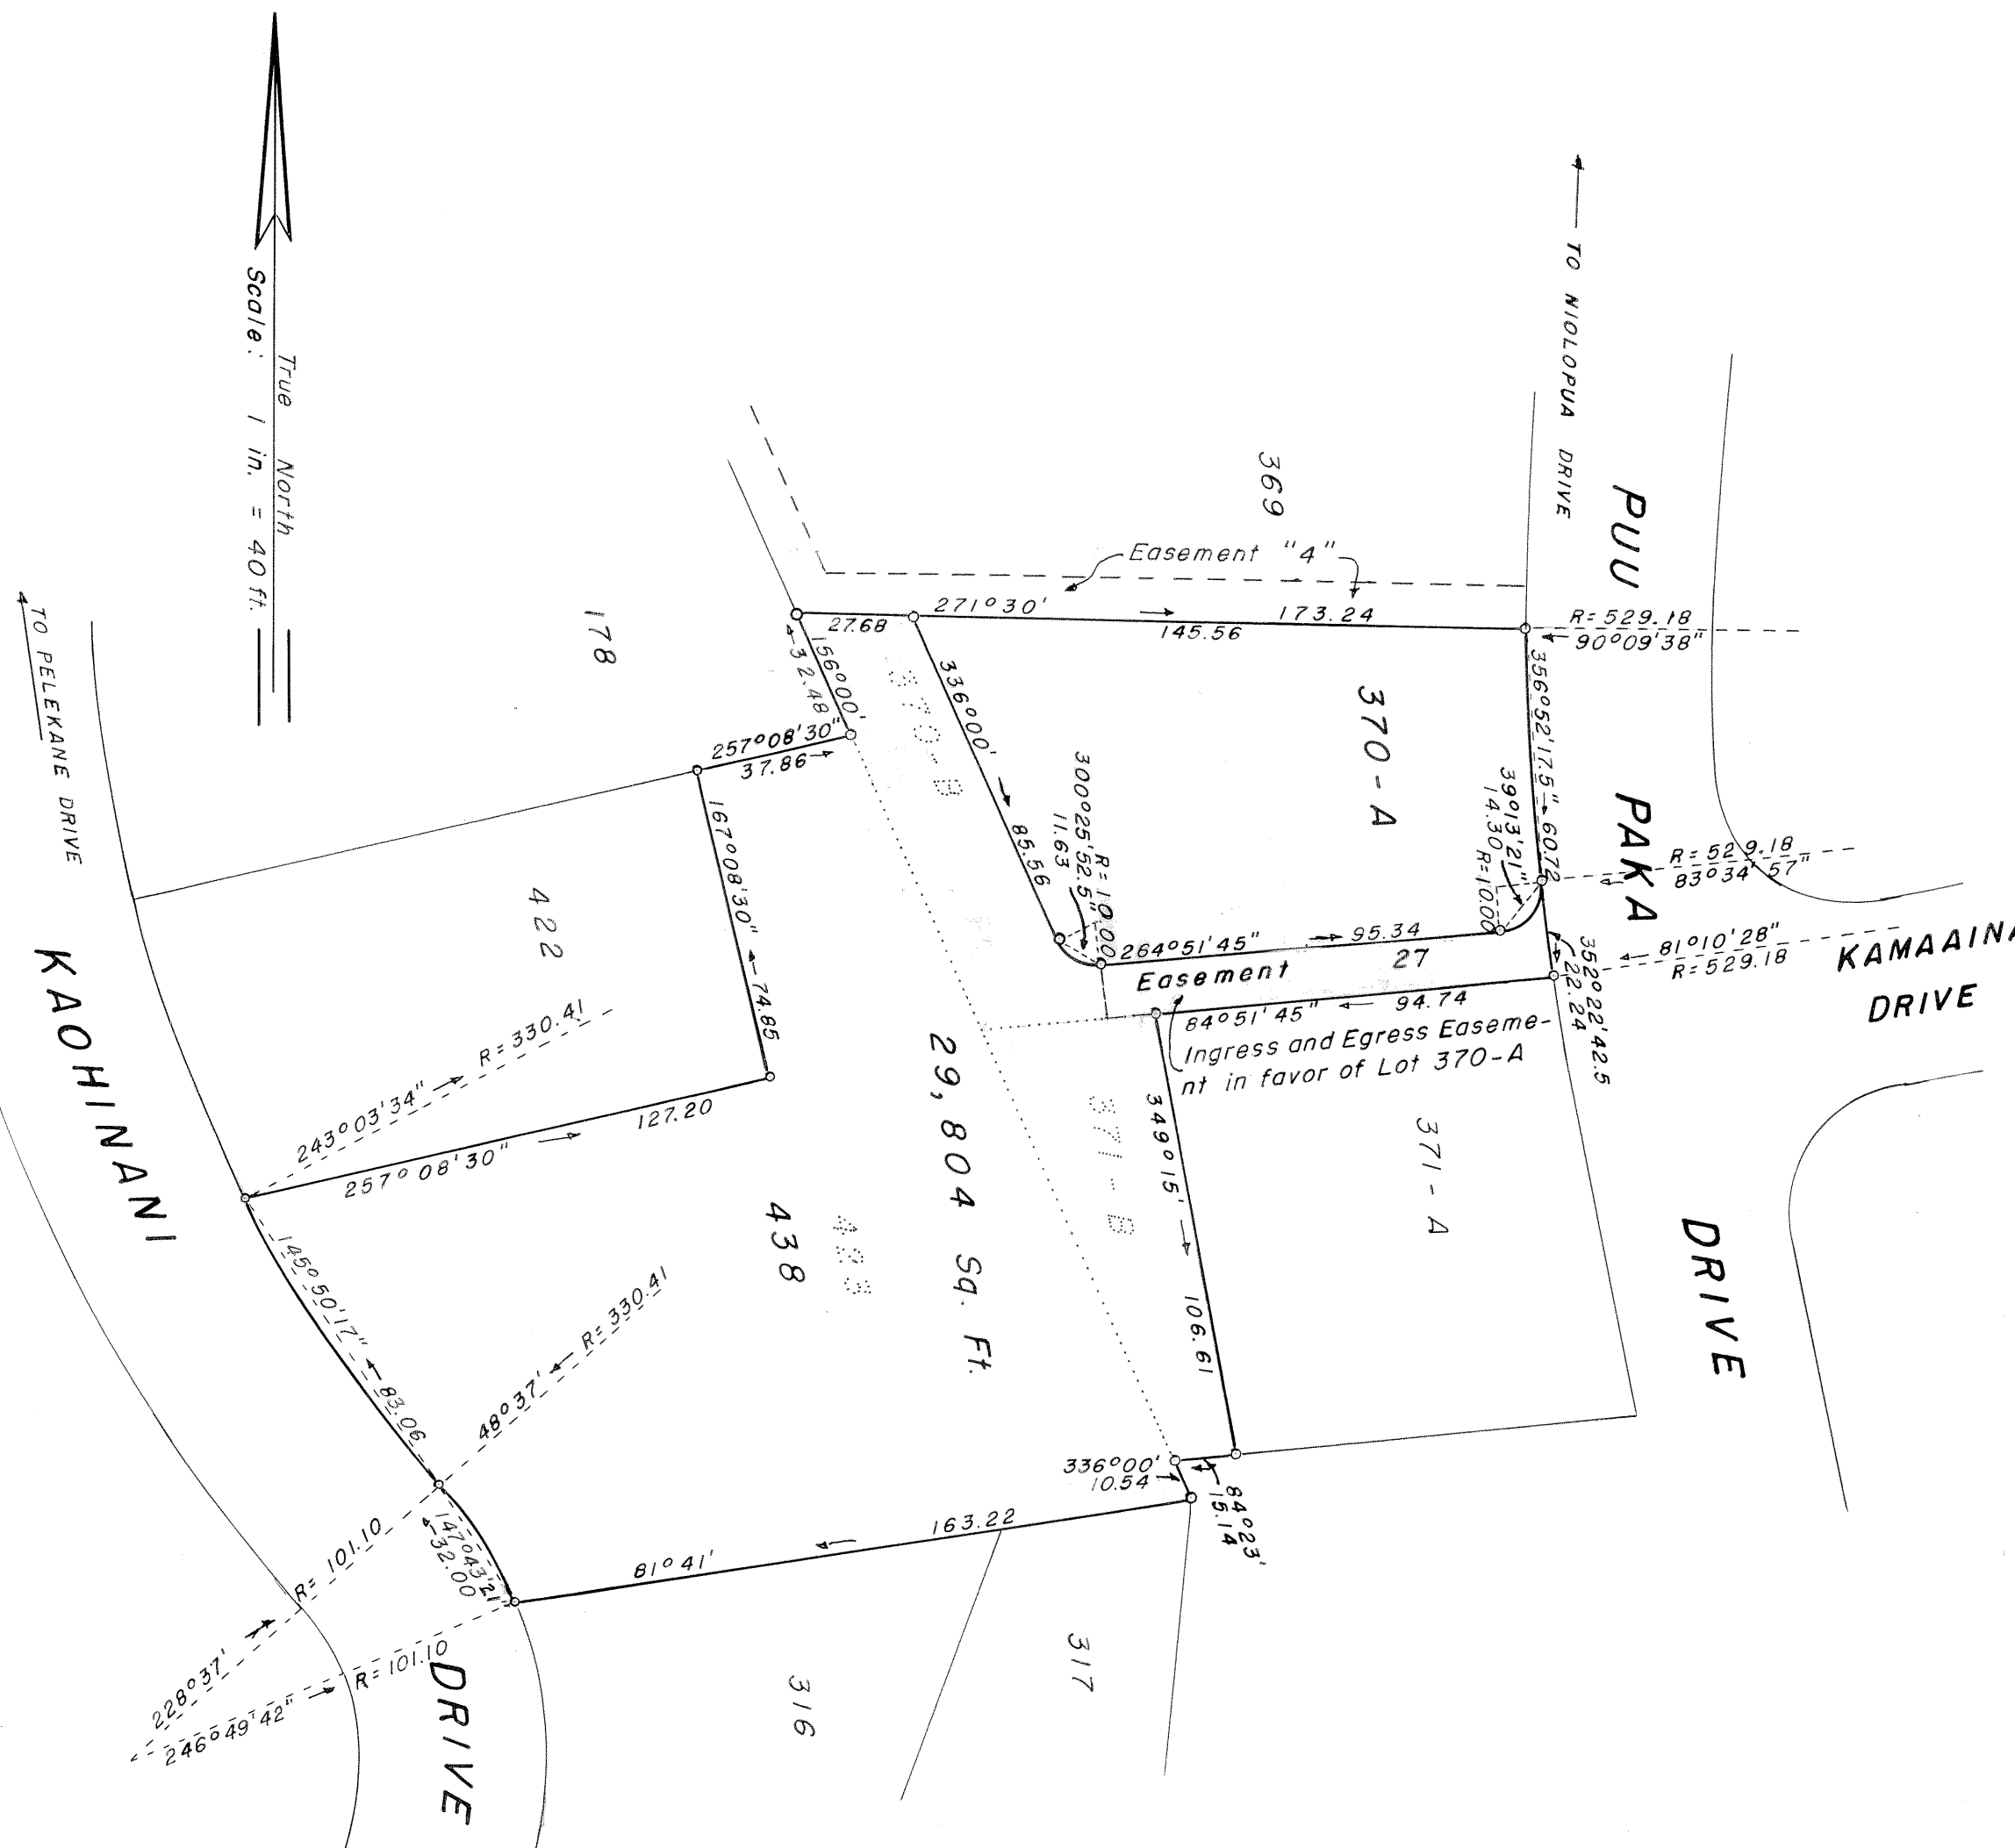 True North
Scale: 1 in. = 40 ft.
TO NIOLOPUA DRIVE
PUU
PAKA
DRIVE
KAMAAINA
DRIVE
369
Easement "4"
271°30'
173.24
27.68
145.56
R=529.18
90°09'38"
356°52'17.5" 60.72
39°13'21"
14.30
R=10.00
R=529.18
83°34'57"
81°10'28"
R=529.18
352°22'42.5
22.24
178
156°00'
32.48
370-B
336°00'
85.56
370-A
300°25'52.5"
11.63
R=10.00
264°51'45"
95.34
Easement 27
84°51'45"
94.74
Ingress and Egress Easeme-
nt in favor of Lot 370-A
257°08'30"
37.86
167°08'30"
74.85
422
R=330.41
243°03'34"
257°08'30"
127.20
29,804 Sq. Ft.
438
423
371-B
349°15'
106.61
371-A
TO PELEKANE DRIVE
KAOHINANI
DRIVE
145°50'17"
83.06
R=330.41
48°37'
147°43'21
32.00
R=101.10
228°37'
R=101.10
246°49'42"
336°00'
10.54
84°23'
15.14
163.22
81°41'
317
316